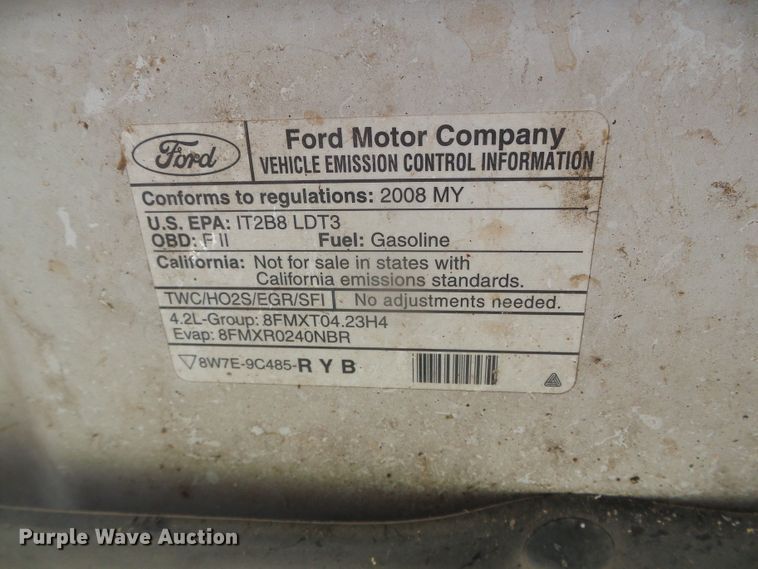 Ford
Ford Motor Company
VEHICLE EMISSION CONTROL INFORMATION
Conforms to regulations: 2008 MY
U.S. EPA: IT2B8 LDT3
OBD: F II Fuel: Gasoline
California: Not for sale in states with
California emissions standards.
TWC/HO2S/EGR/SFI No adjustments needed.
4.2L-Group: 8FMXT04.23H4
Evap: 8FMXR0240NBR
8W7E-9C485-R Y B
Purple Wave Auction